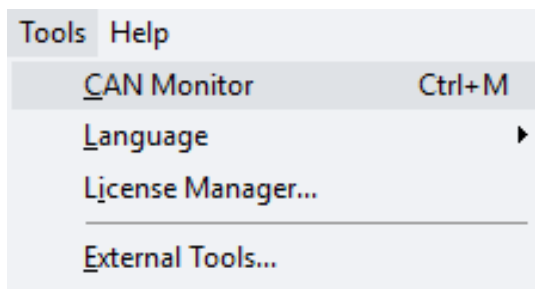 Tools Help
CAN Monitor Ctrl+M
Language
License Manager...
External Tools...